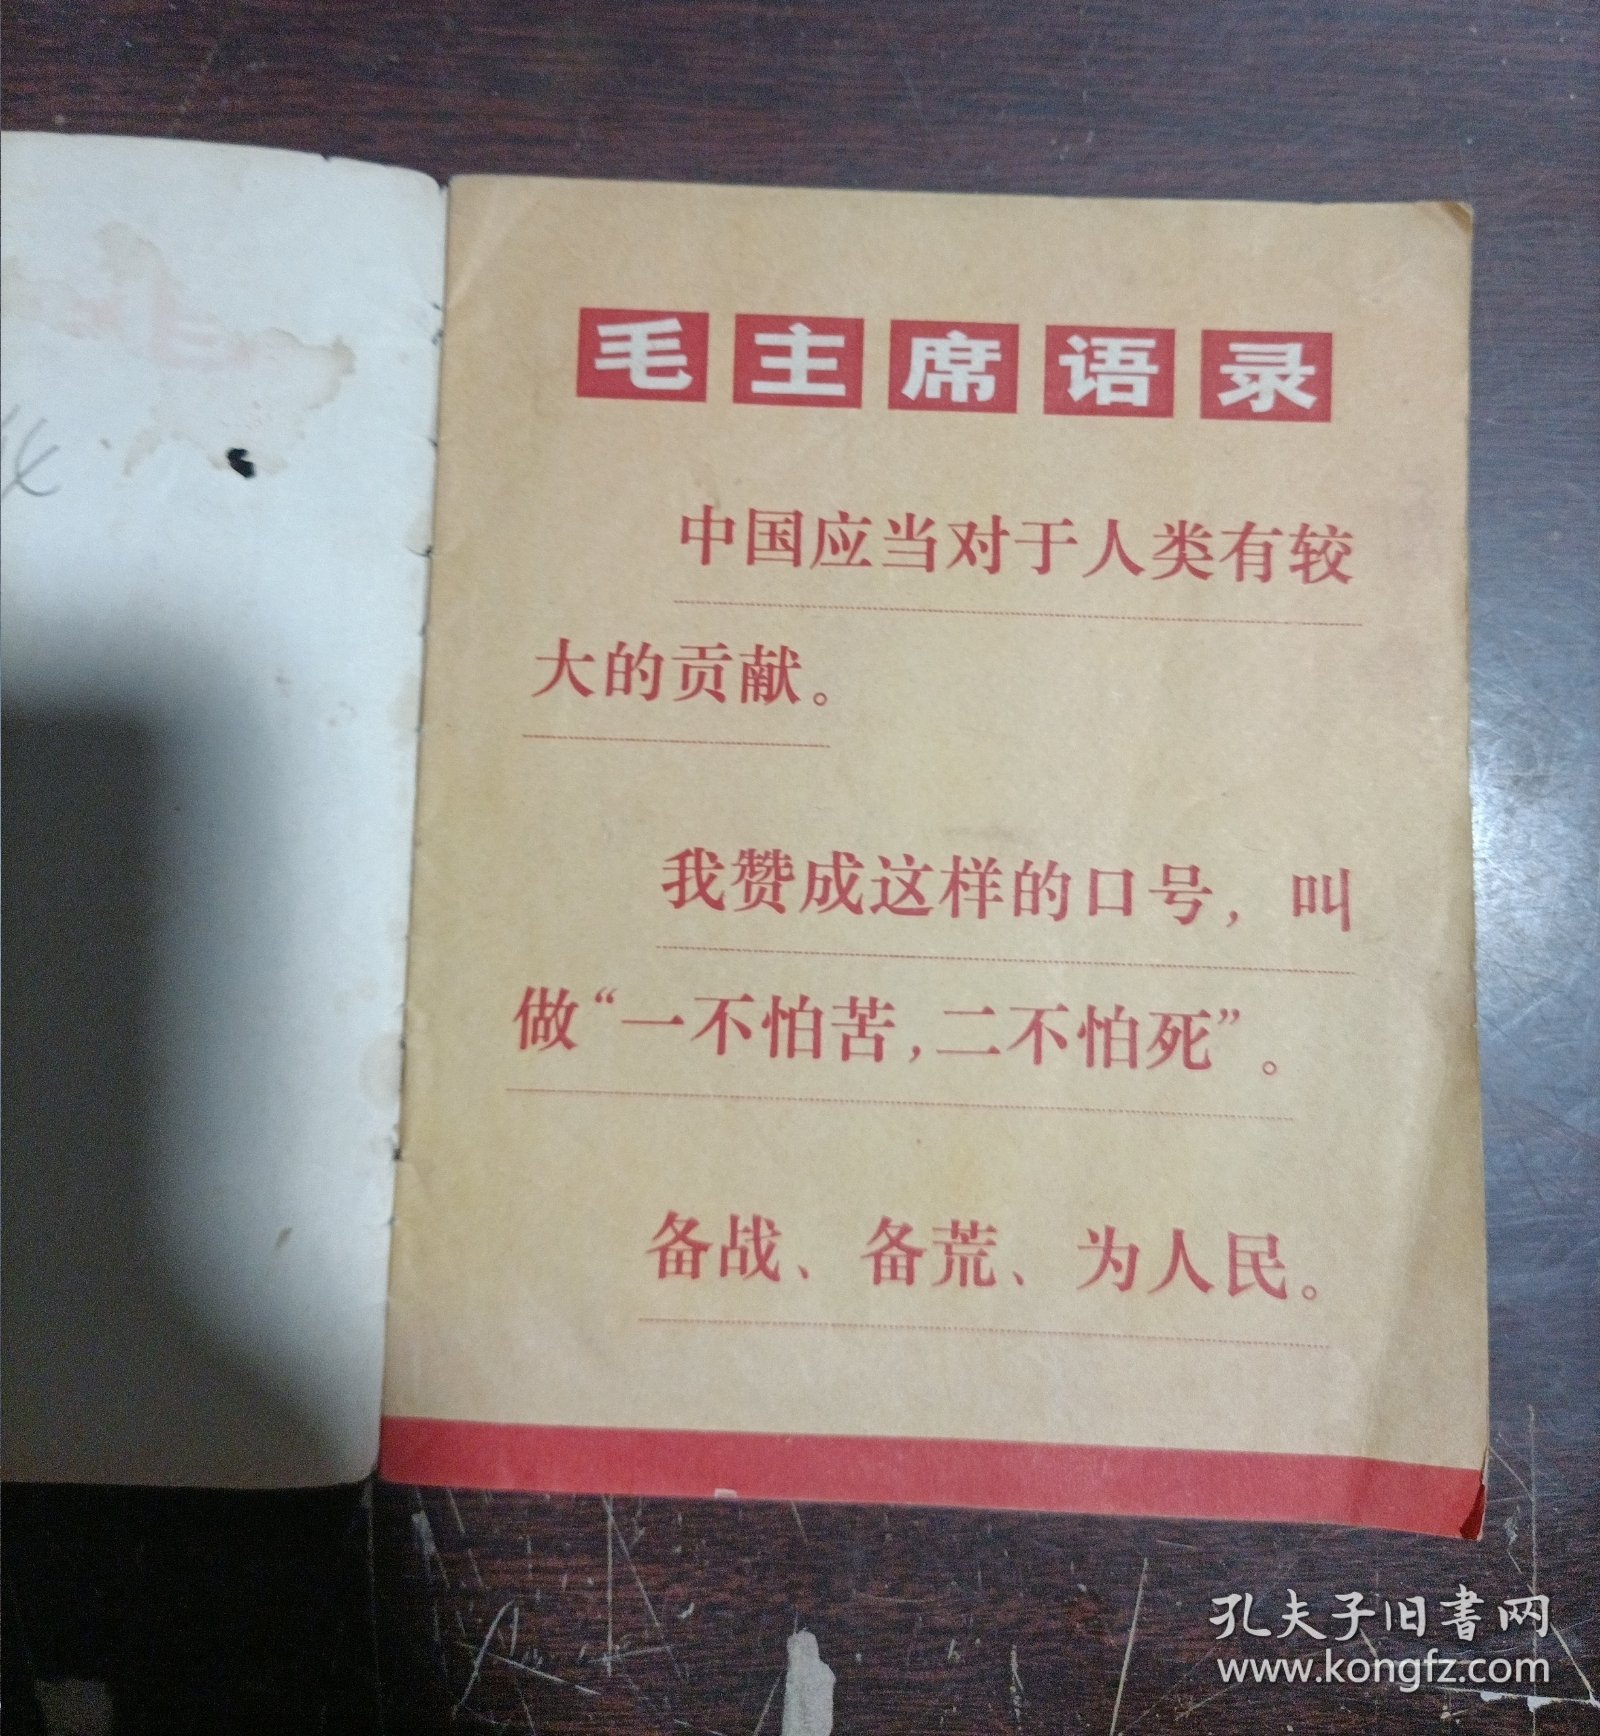 毛主席语录
中国应当对于人类有较
大的贡献。
我赞成这样的口号，叫
做“一不怕苦，二不怕死”。
备战、备荒、为人民。
孔夫子旧书网
www.kongfz.com